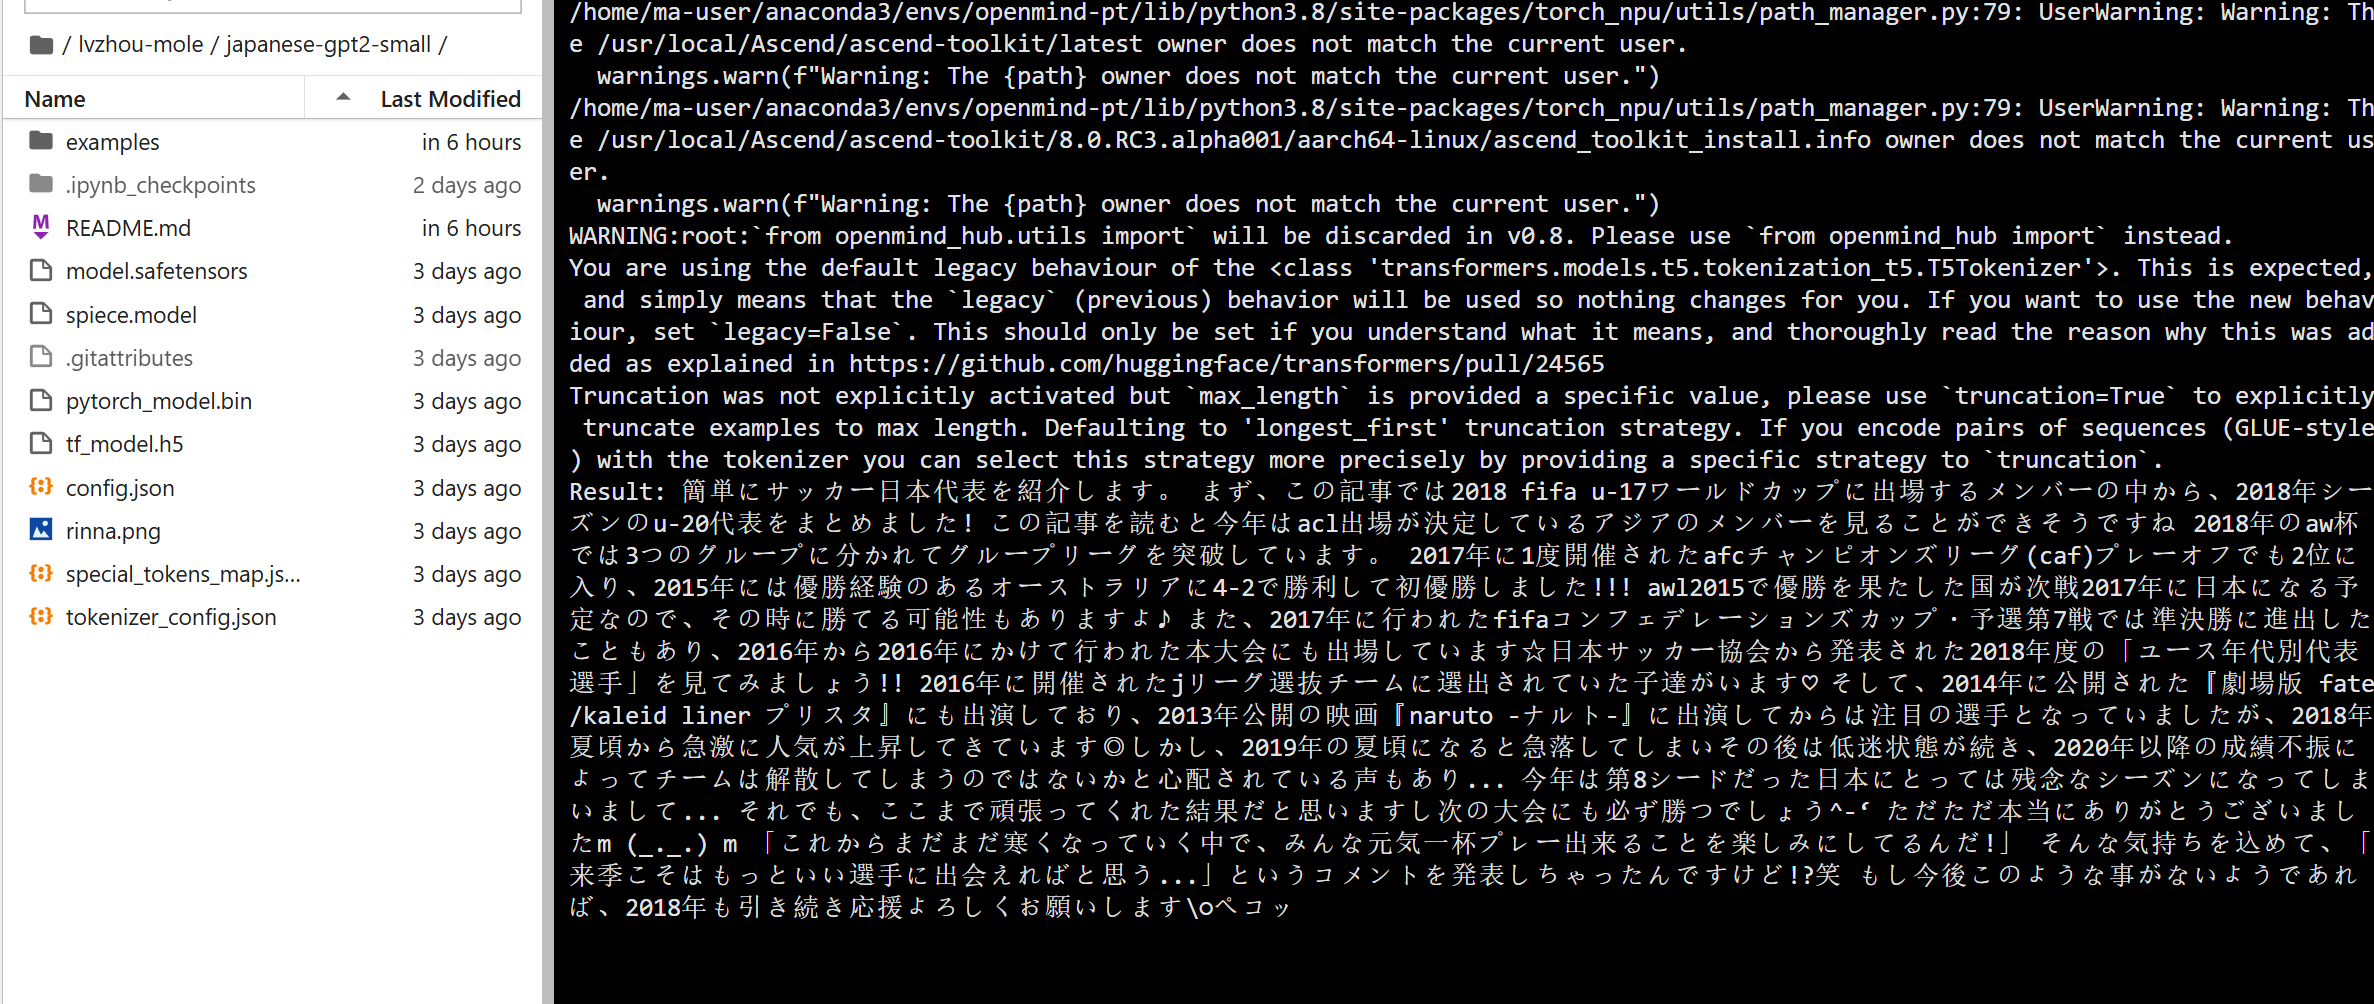 / lvzhou-mole / japanese-gpt2-small /
Name
Last Modified
examples
in 6 hours
.ipynb_checkpoints
2 days ago
README.md
in 6 hours
model.safetensors
3 days ago
spiece.model
3 days ago
.gitattributes
3 days ago
pytorch_model.bin
3 days ago
tf_model.h5
3 days ago
config.json
3 days ago
rinna.png
3 days ago
special_tokens_map.js...
3 days ago
tokenizer_config.json
3 days ago
/home/ma-user/anaconda3/envs/openmind-pt/lib/python3.8/site-packages/torch_npu/utils/path_manager.py:79: UserWarning: Warning: Th
e /usr/local/Ascend/ascend-toolkit/latest owner does not match the current user.
warnings.warn(f"Warning: The {path} owner does not match the current user.")
/home/ma-user/anaconda3/envs/openmind-pt/lib/python3.8/site-packages/torch_npu/utils/path_manager.py:79: UserWarning: Warning: Th
e /usr/local/Ascend/ascend-toolkit/8.0.RC3.alpha001/aarch64-linux/ascend_toolkit_install.info owner does not match the current us
er.
warnings.warn(f"Warning: The {path} owner does not match the current user.")
WARNING:root:`from openmind_hub.utils import` will be discarded in v0.8. Please use `from openmind_hub import` instead.
You are using the default legacy behaviour of the <class 'transformers.models.t5.tokenization_t5.T5Tokenizer'>. This is expected,
and simply means that the `legacy` (previous) behavior will be used so nothing changes for you. If you want to use the new behav
iour, set `legacy=False`. This should only be set if you understand what it means, and thoroughly read the reason why this was ad
ded as explained in https://github.com/huggingface/transformers/pull/24565
Truncation was not explicitly activated but `max_length` is provided a specific value, please use `truncation=True` to explicitly
truncate examples to max length. Defaulting to 'longest_first' truncation strategy. If you encode pairs of sequences (GLUE-style
) with the tokenizer you can select this strategy more precisely by providing a specific strategy to `truncation`.
Result: 簡単にサッカー日本代表を紹介します。 まず、この記事では2018 fifa u-17ワールドカップに出場するメンバーの中から、2018年シー
ズンのu-20代表をまとめました! この記事を読むと今年はacl出場が決定しているアジアのメンバーを見ることができそうですね 2018年のaw杯
では3つのグループに分かれてグループリーグを突破しています。 2017年に1度開催されたafcチャンピオンズリーグ(caf)プレーオフでも2位に
入り、2015年には優勝経験のあるオーストラリアに4-2で勝利して初優勝しました!!! awl2015で優勝を果たした国が次戦2017年に日本になる予
定なので、その時に勝てる可能性もありますよ♪ また、2017年に行われたfifaコンフェデレーションズカップ・予選第7戦では準決勝に進出した
こともあり、2016年から2016年にかけて行われた本大会にも出場しています☆日本サッカー協会から発表された2018年度の「ユース年代別代表
選手」を見てみましょう!! 2016年に開催されたjリーグ選抜チームに選出されていた子達がいます♡ そして、2014年に公開された『劇場版 fate
/kaleid liner プリスタ』にも出演しており、2013年公開の映画『naruto -ナルト-』に出演してからは注目の選手となっていましたが、2018年
夏頃から急激に人気が上昇してきています◎しかし、2019年の夏頃になると急落してしまいその後は低迷状態が続き、2020年以降の成績不振に
よってチームは解散してしまうのではないかと心配されている声もあり... 今年は第8シードだった日本にとっては残念なシーズンになってしま
いまして... それでも、ここまで頑張ってくれた結果だと思いますし次の大会にも必ず勝つでしょう^-‘ ただただ本当にありがとうございまし
たm (_._.) m 「これからまだまだ寒くなっていく中で、みんな元気一杯プレー出来ることを楽しみにしてるんだ!」 そんな気持ちを込めて、「
来季こそはもっといい選手に出会えればと思う...」というコメントを発表しちゃったんですけど!?笑 もし今後このような事がないようであれ
ば、2018年も引き続き応援よろしくお願いします\oペコッ